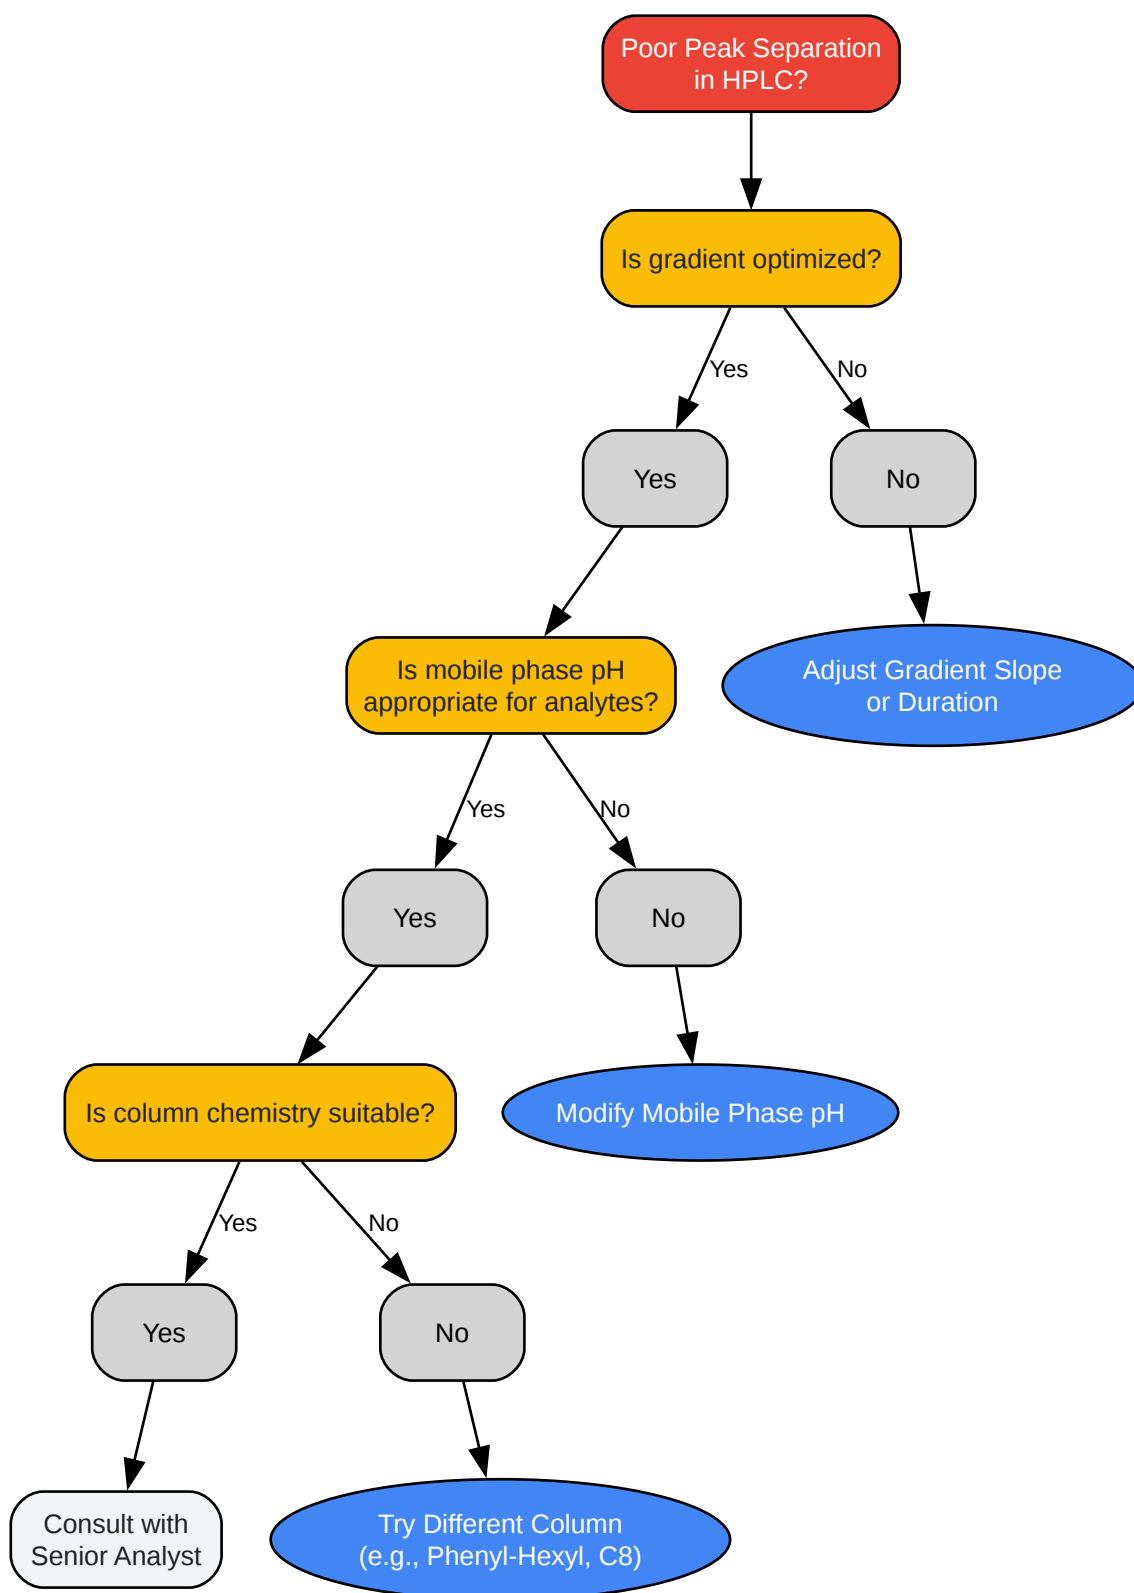 Poor Peak Separation
in HPLC?
Is gradient optimized?
Yes
No
Yes
No
Is mobile phase pH
appropriate for analytes?
Adjust Gradient Slope
or Duration
Yes
No
Yes
No
Is column chemistry suitable?
Modify Mobile Phase pH
Yes
No
Yes
No
Consult with
Senior Analyst
Try Different Column
(e.g., Phenyl-Hexyl, C8)